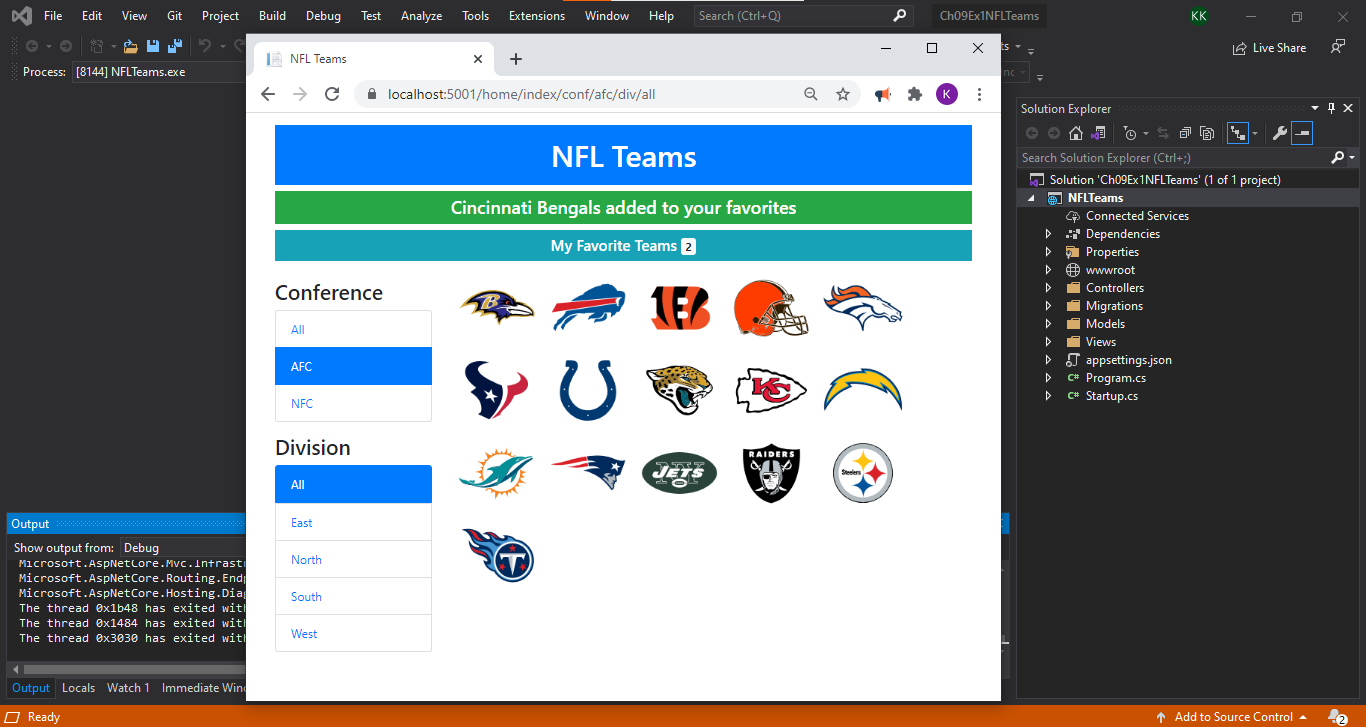 File Edit View Git Project Build Debug Test Analyze Tools Extensions Window Help Search (Ctrl+Q) Ch09Ex1NFLTeams KK
Live Share
Process: [8144] NFLTeams.exe
NFL Teams
localhost:5001/home/index/conf/afc/div/all K
NFL Teams
Cincinnati Bengals added to your favorites
My Favorite Teams 2
Conference
All
AFC
NFC
Division
All
East
North
South
West
B
KC
JETS
NY
RAIDERS
Steelers
T
Output
Show output from: Debug
Microsoft.AspNetCore.Mvc.Infrastr
Microsoft.AspNetCore.Routing.Endp
Microsoft.AspNetCore.Hosting.Diag
The thread 0x1b48 has exited with
The thread 0x1484 has exited with
The thread 0x3030 has exited with
Output Locals Watch 1 Immediate Wind
Solution Explorer
Search Solution Explorer (Ctrl+;)
Solution 'Ch09Ex1NFLTeams' (1 of 1 project)
NFLTeams
Connected Services
Dependencies
Properties
wwwroot
Controllers
Migrations
Models
Views
appsettings.json
C# Program.cs
C# Startup.cs
Ready Add to Source Control 2